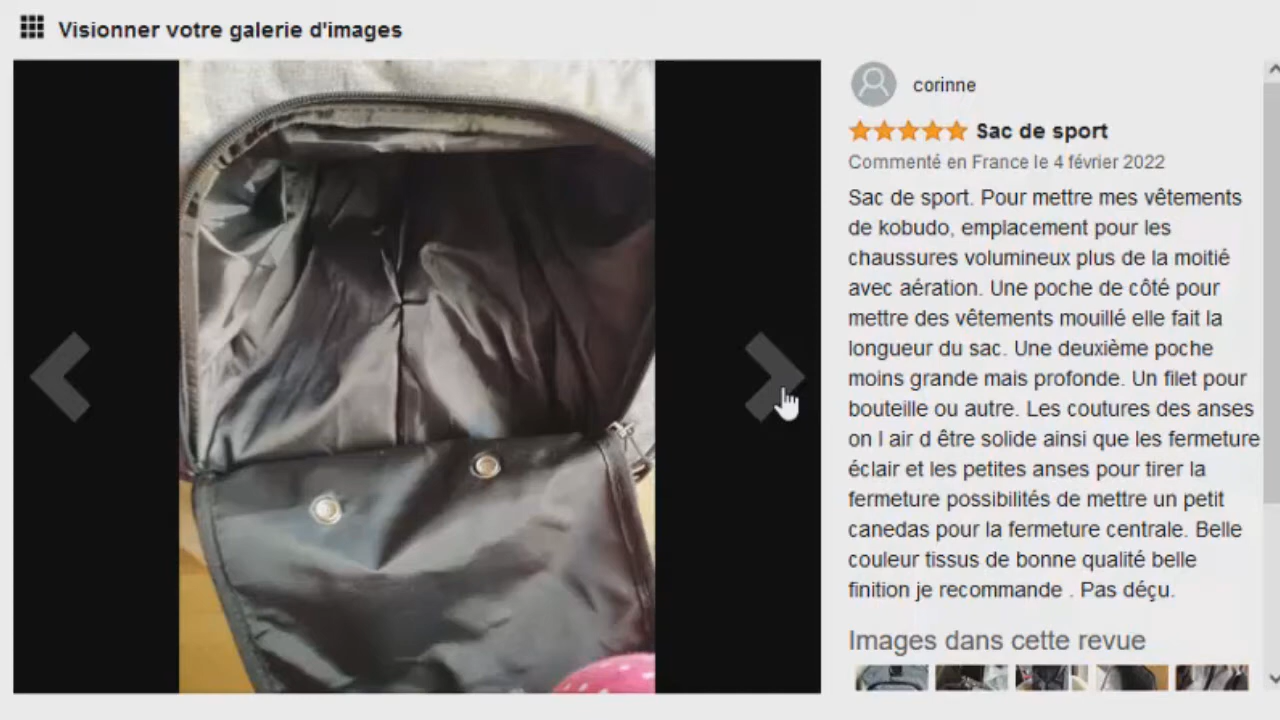 Visionner votre galerie d'images
corinne
Sac de sport
Commenté en France le 4 février 2022
Sac de sport. Pour mettre mes vêtements
de kobudo, emplacement pour les
chaussures volumineux plus de la moitié
avec aération. Une poche de côté pour
mettre des vêtements mouillé elle fait la
longueur du sac. Une deuxième poche
moins grande mais profonde. Un filet pour
bouteille ou autre. Les coutures des anses
on l air d être solide ainsi que les fermeture
éclair et les petites anses pour tirer la
fermeture possibilités de mettre un petit
canedas pour la fermeture centrale. Belle
couleur tissus de bonne qualité belle
finition je recommande . Pas déçu.
Images dans cette revue